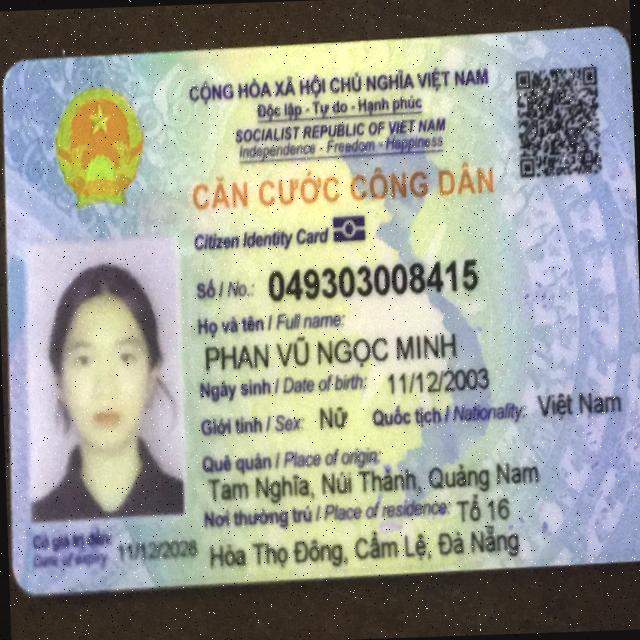 CỘNG HÒA XÃ HỘI CHỦ NGHĨA VIỆT NAM
Độc lập - Tự do - Hạnh phúc
SOCIALIST REPUBLIC OF VIET NAM
Independence - Freedom - Happiness
CĂN CƯỚC CÔNG DÂN
Citizen Identity Card
Số / No.: 049303008415
Họ và tên / Full name:
PHAN VŨ NGỌC MINH
Ngày sinh / Date of birth: 11/12/2003
Giới tính / Sex: Nữ Quốc tịch / Nationality: Việt Nam
Quê quán / Place of origin:
Tam Nghĩa, Núi Thành, Quảng Nam
Nơi thường trú / Place of residence: Tổ 16
Hòa Thọ Đông, Cẩm Lệ, Đà Nẵng
Có giá trị đến:
Date of expiry 11/12/2028